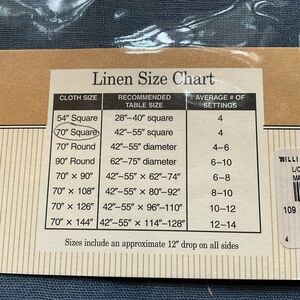 Linen Size Chart
CLOTH SIZE RECOMMENDED TABLE SIZE AVERAGE # OF SETTINGS
54" Square 28"–40" square 4
70" Square 42"–55" square 4
70" Round 42"–55" diameter 4–6
90" Round 62"–75" diameter 6–10
70" × 90" 42"–55" × 62"–74" 6–8
70" × 108" 42"–55" × 80"–92" 8–10
70" × 126" 42"–55" × 96"–110" 10–12
70" × 144" 42"–55" × 114"–128" 12–14
Sizes include an approximate 12" drop on all sides
L/C
MA
109
4